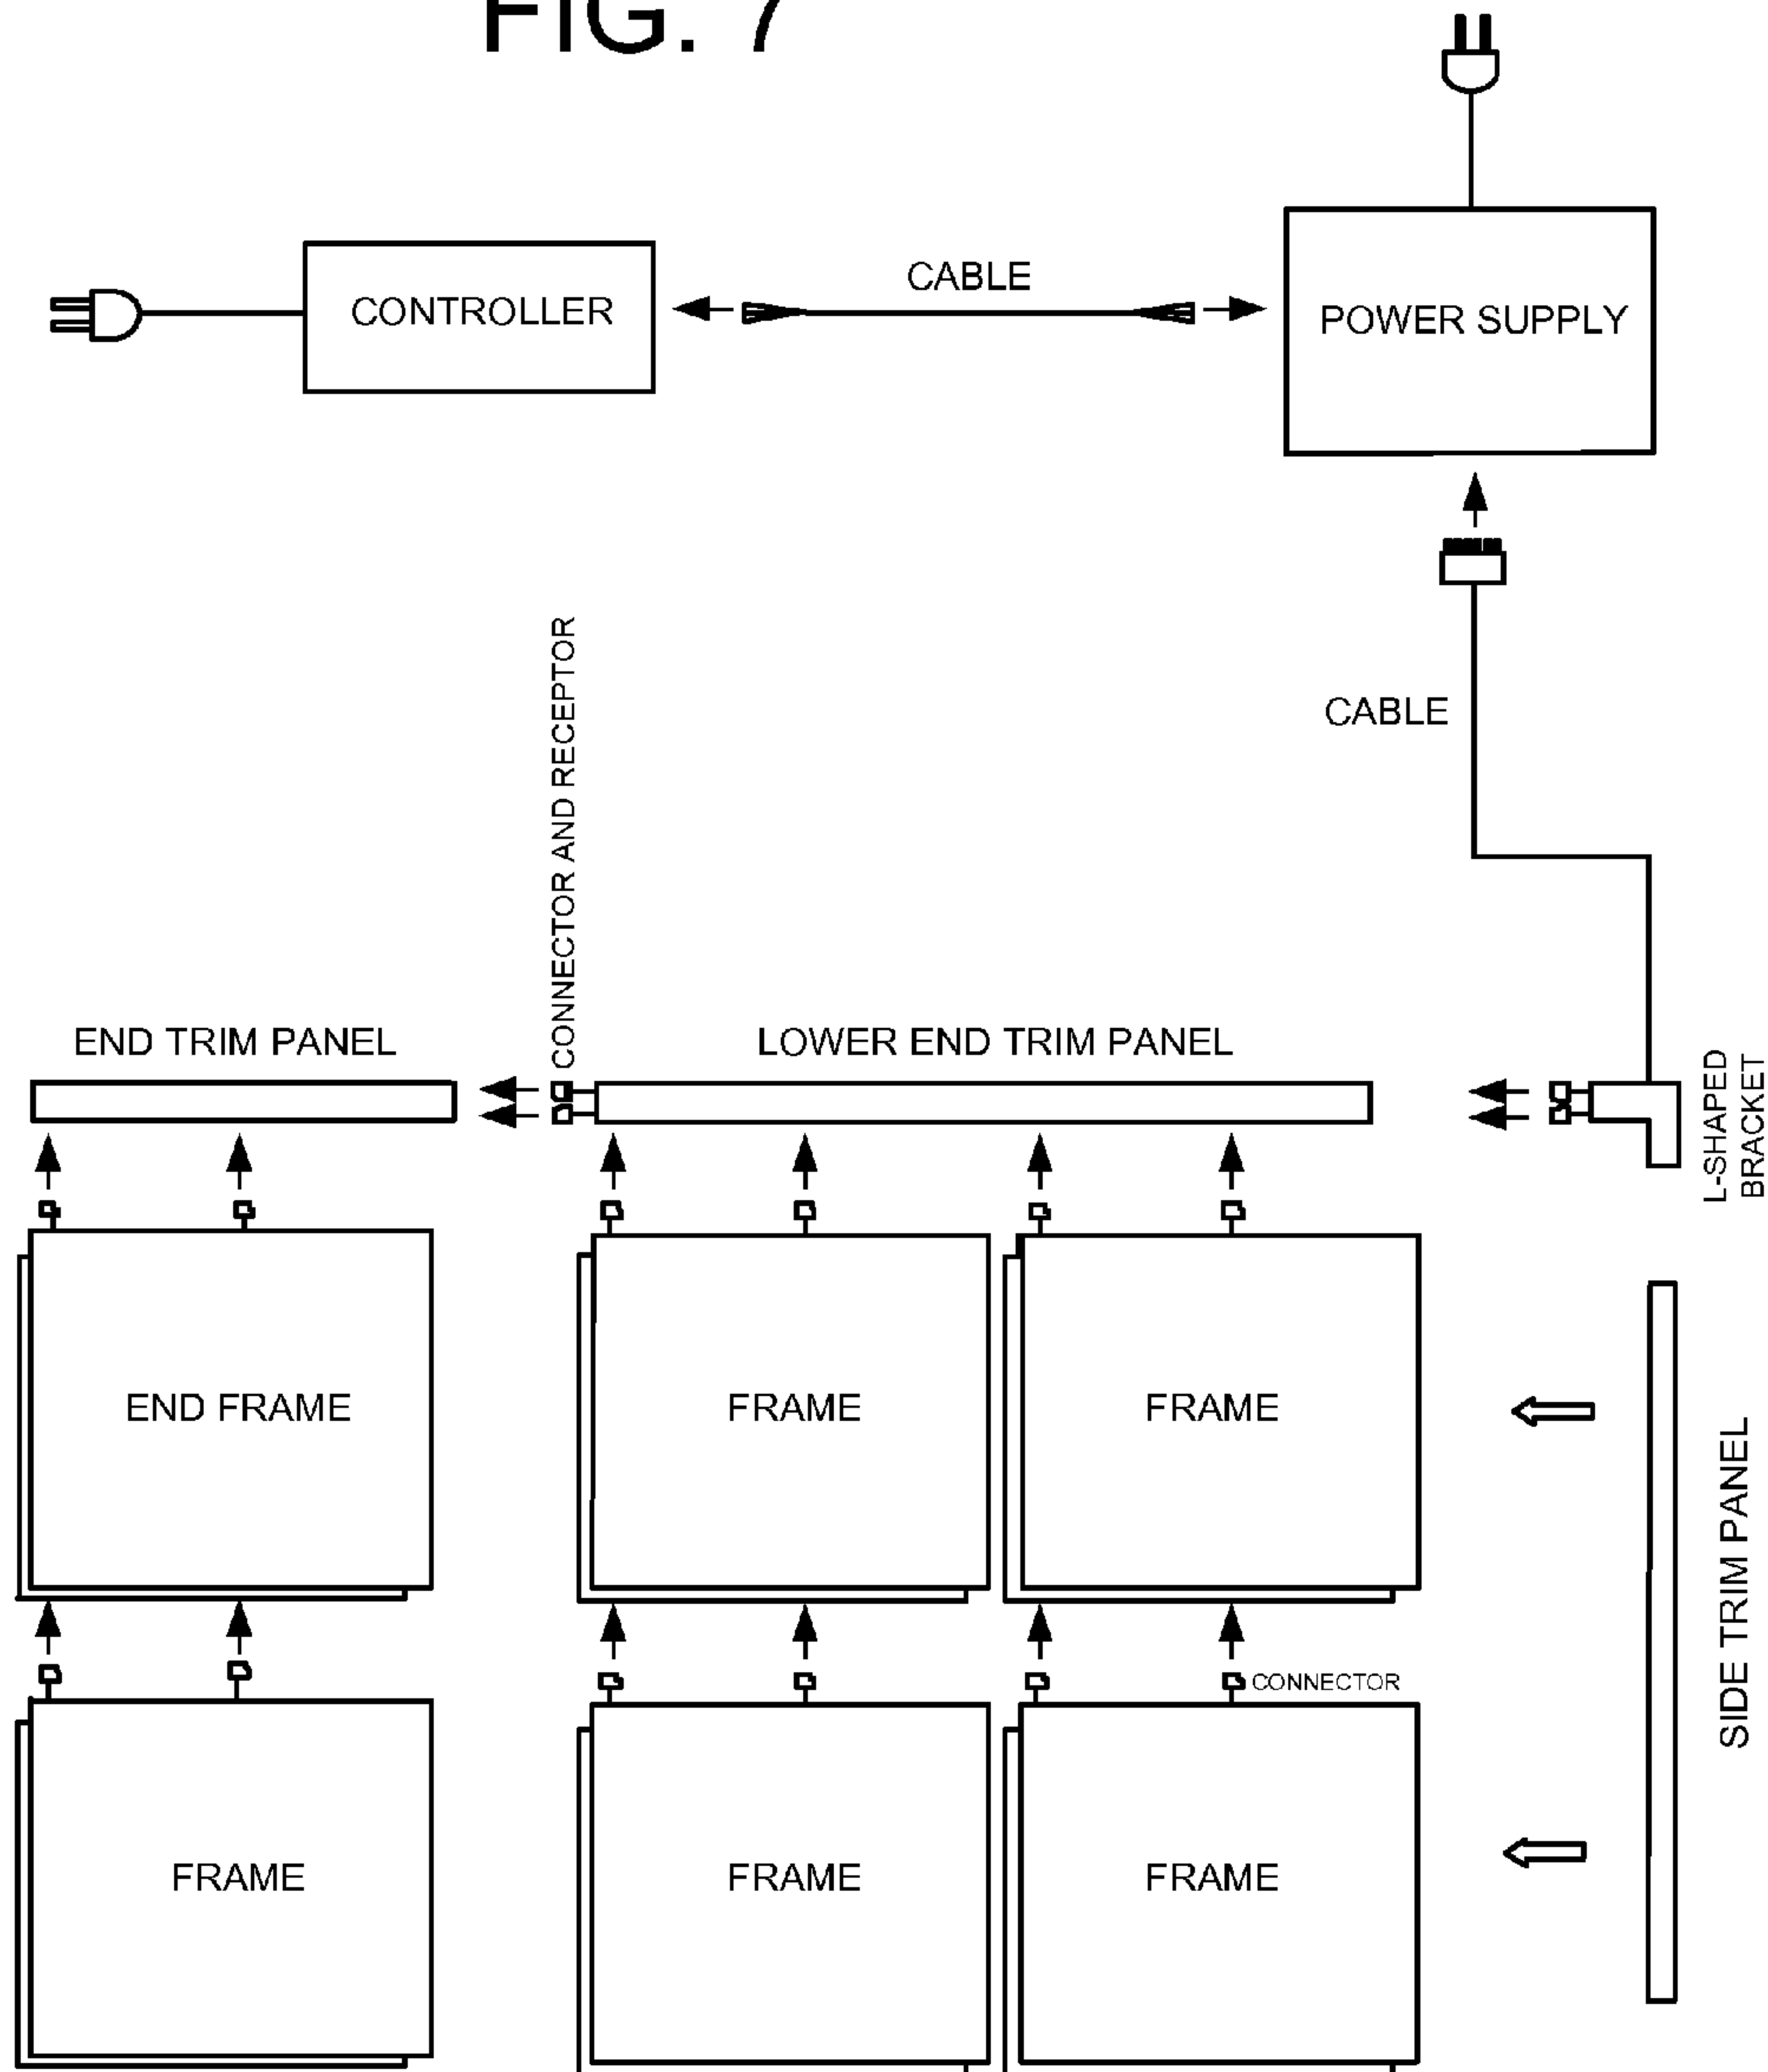 FIG. 7
CABLE
CONTROLLER
POWER SUPPLY
CONNECTOR AND RECEPTOR
CABLE
END TRIM PANEL
LOWER END TRIM PANEL
L-SHAPED
BRACKET
END FRAME
FRAME
FRAME
SIDE TRIM PANEL
CONNECTOR
FRAME
FRAME
FRAME